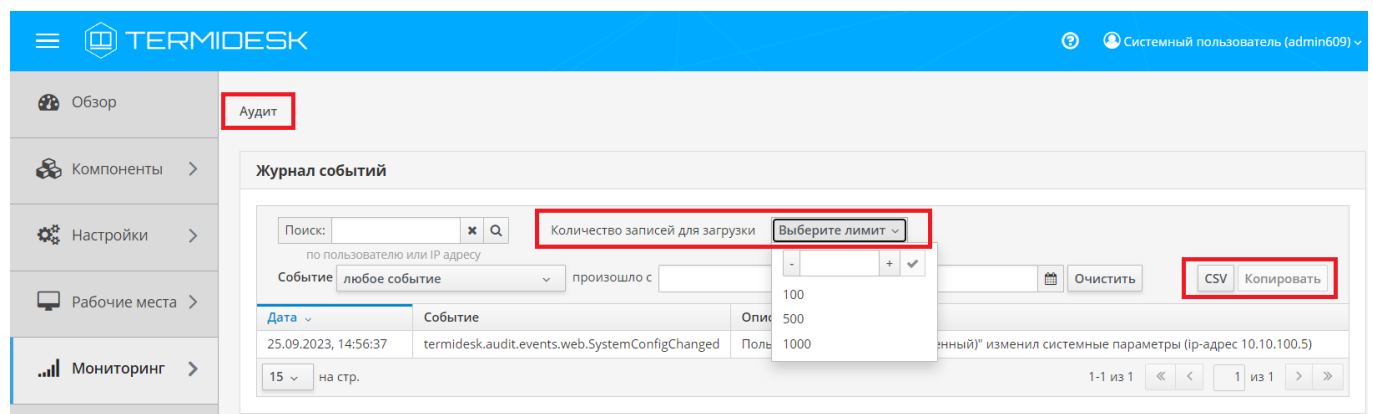 TERMIDESK
Системный пользователь (admin609)
Обзор
Компоненты
Настройки
Рабочие места
Мониторинг
Аудит
Журнал событий
Поиск: Количество записей для загрузки Выберите лимит
по пользователю или IP адресу
- +
Событие любое событие произошло с Очистить CSV Копировать
100
500
1000
Дата Событие Опис
25.09.2023, 14:56:37 termidesk.audit.events.web.SystemConfigChanged Поль енный)" изменил системные параметры (ip-адрес 10.10.100.5)
15 на стр. 1-1 из 1 « < 1 из 1 > »